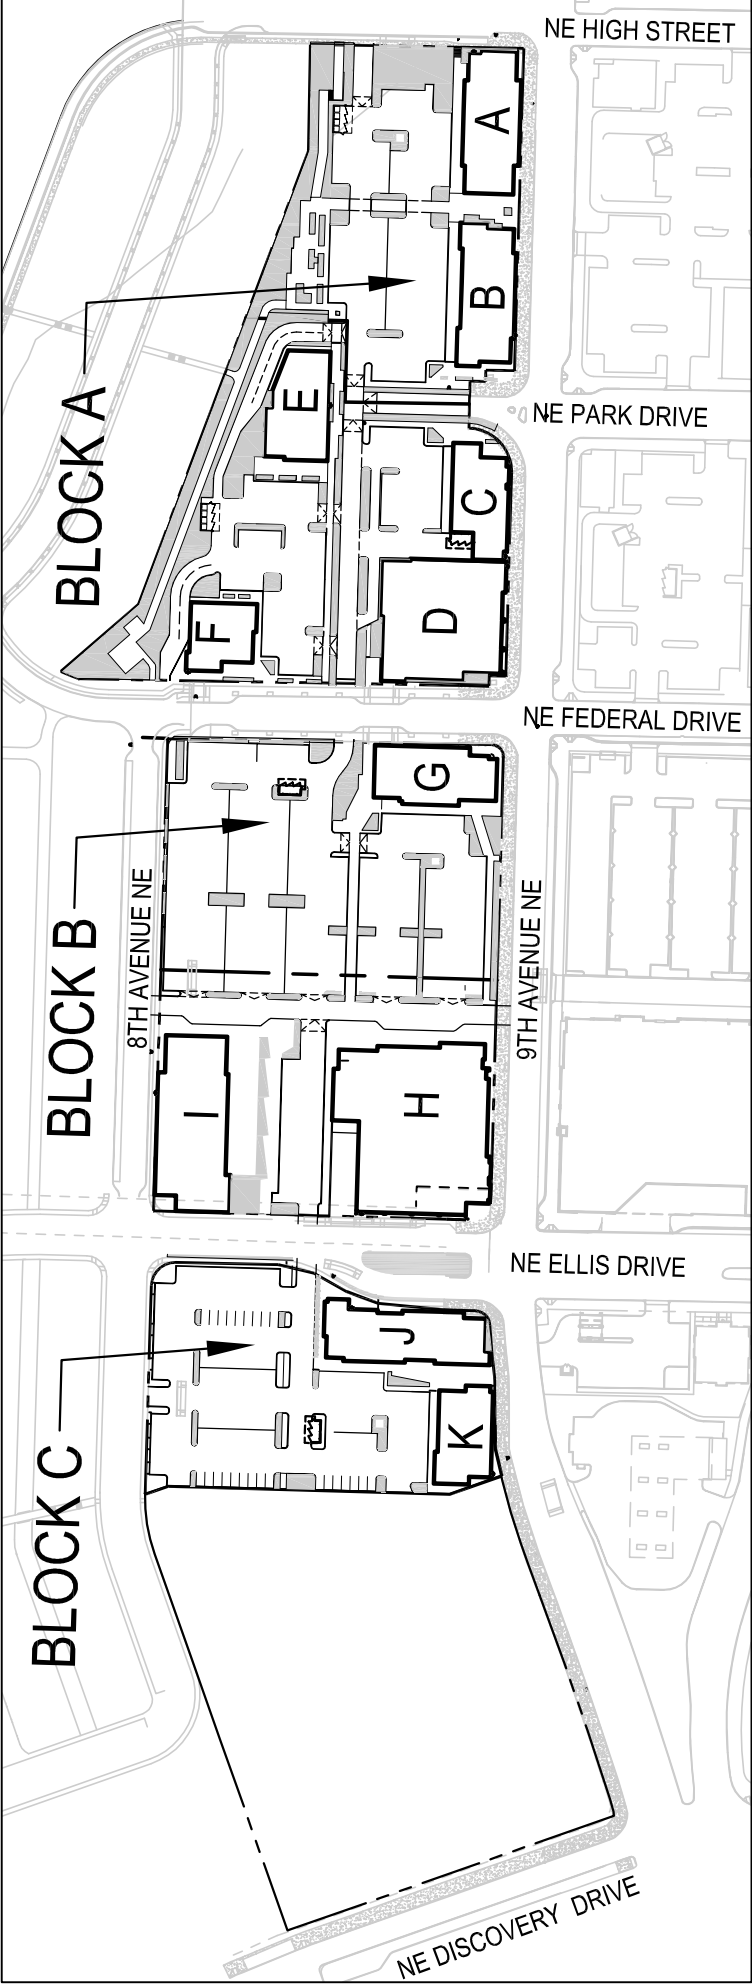 NE HIGH STREET
A
B
BLOCK A
E
NE PARK DRIVE
C
D
F
NE FEDERAL DRIVE
G
BLOCK B
8TH AVENUE NE
9TH AVENUE NE
I
H
NE ELLIS DRIVE
J
K
BLOCK C
NE DISCOVERY DRIVE